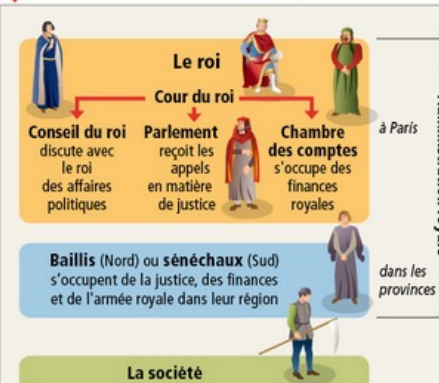 Le roi
Cour du roi
Conseil du roi
discute avec
le roi
des affaires
politiques
Parlement
reçoit les
appels
en matière
de justice
Chambre
des comptes
s'occupe des
finances
royales
à Paris
Baillis (Nord) ou sénéchaux (Sud)
s'occupent de la justice, des finances
et de l'armée royale dans leur région
dans les
provinces
La société